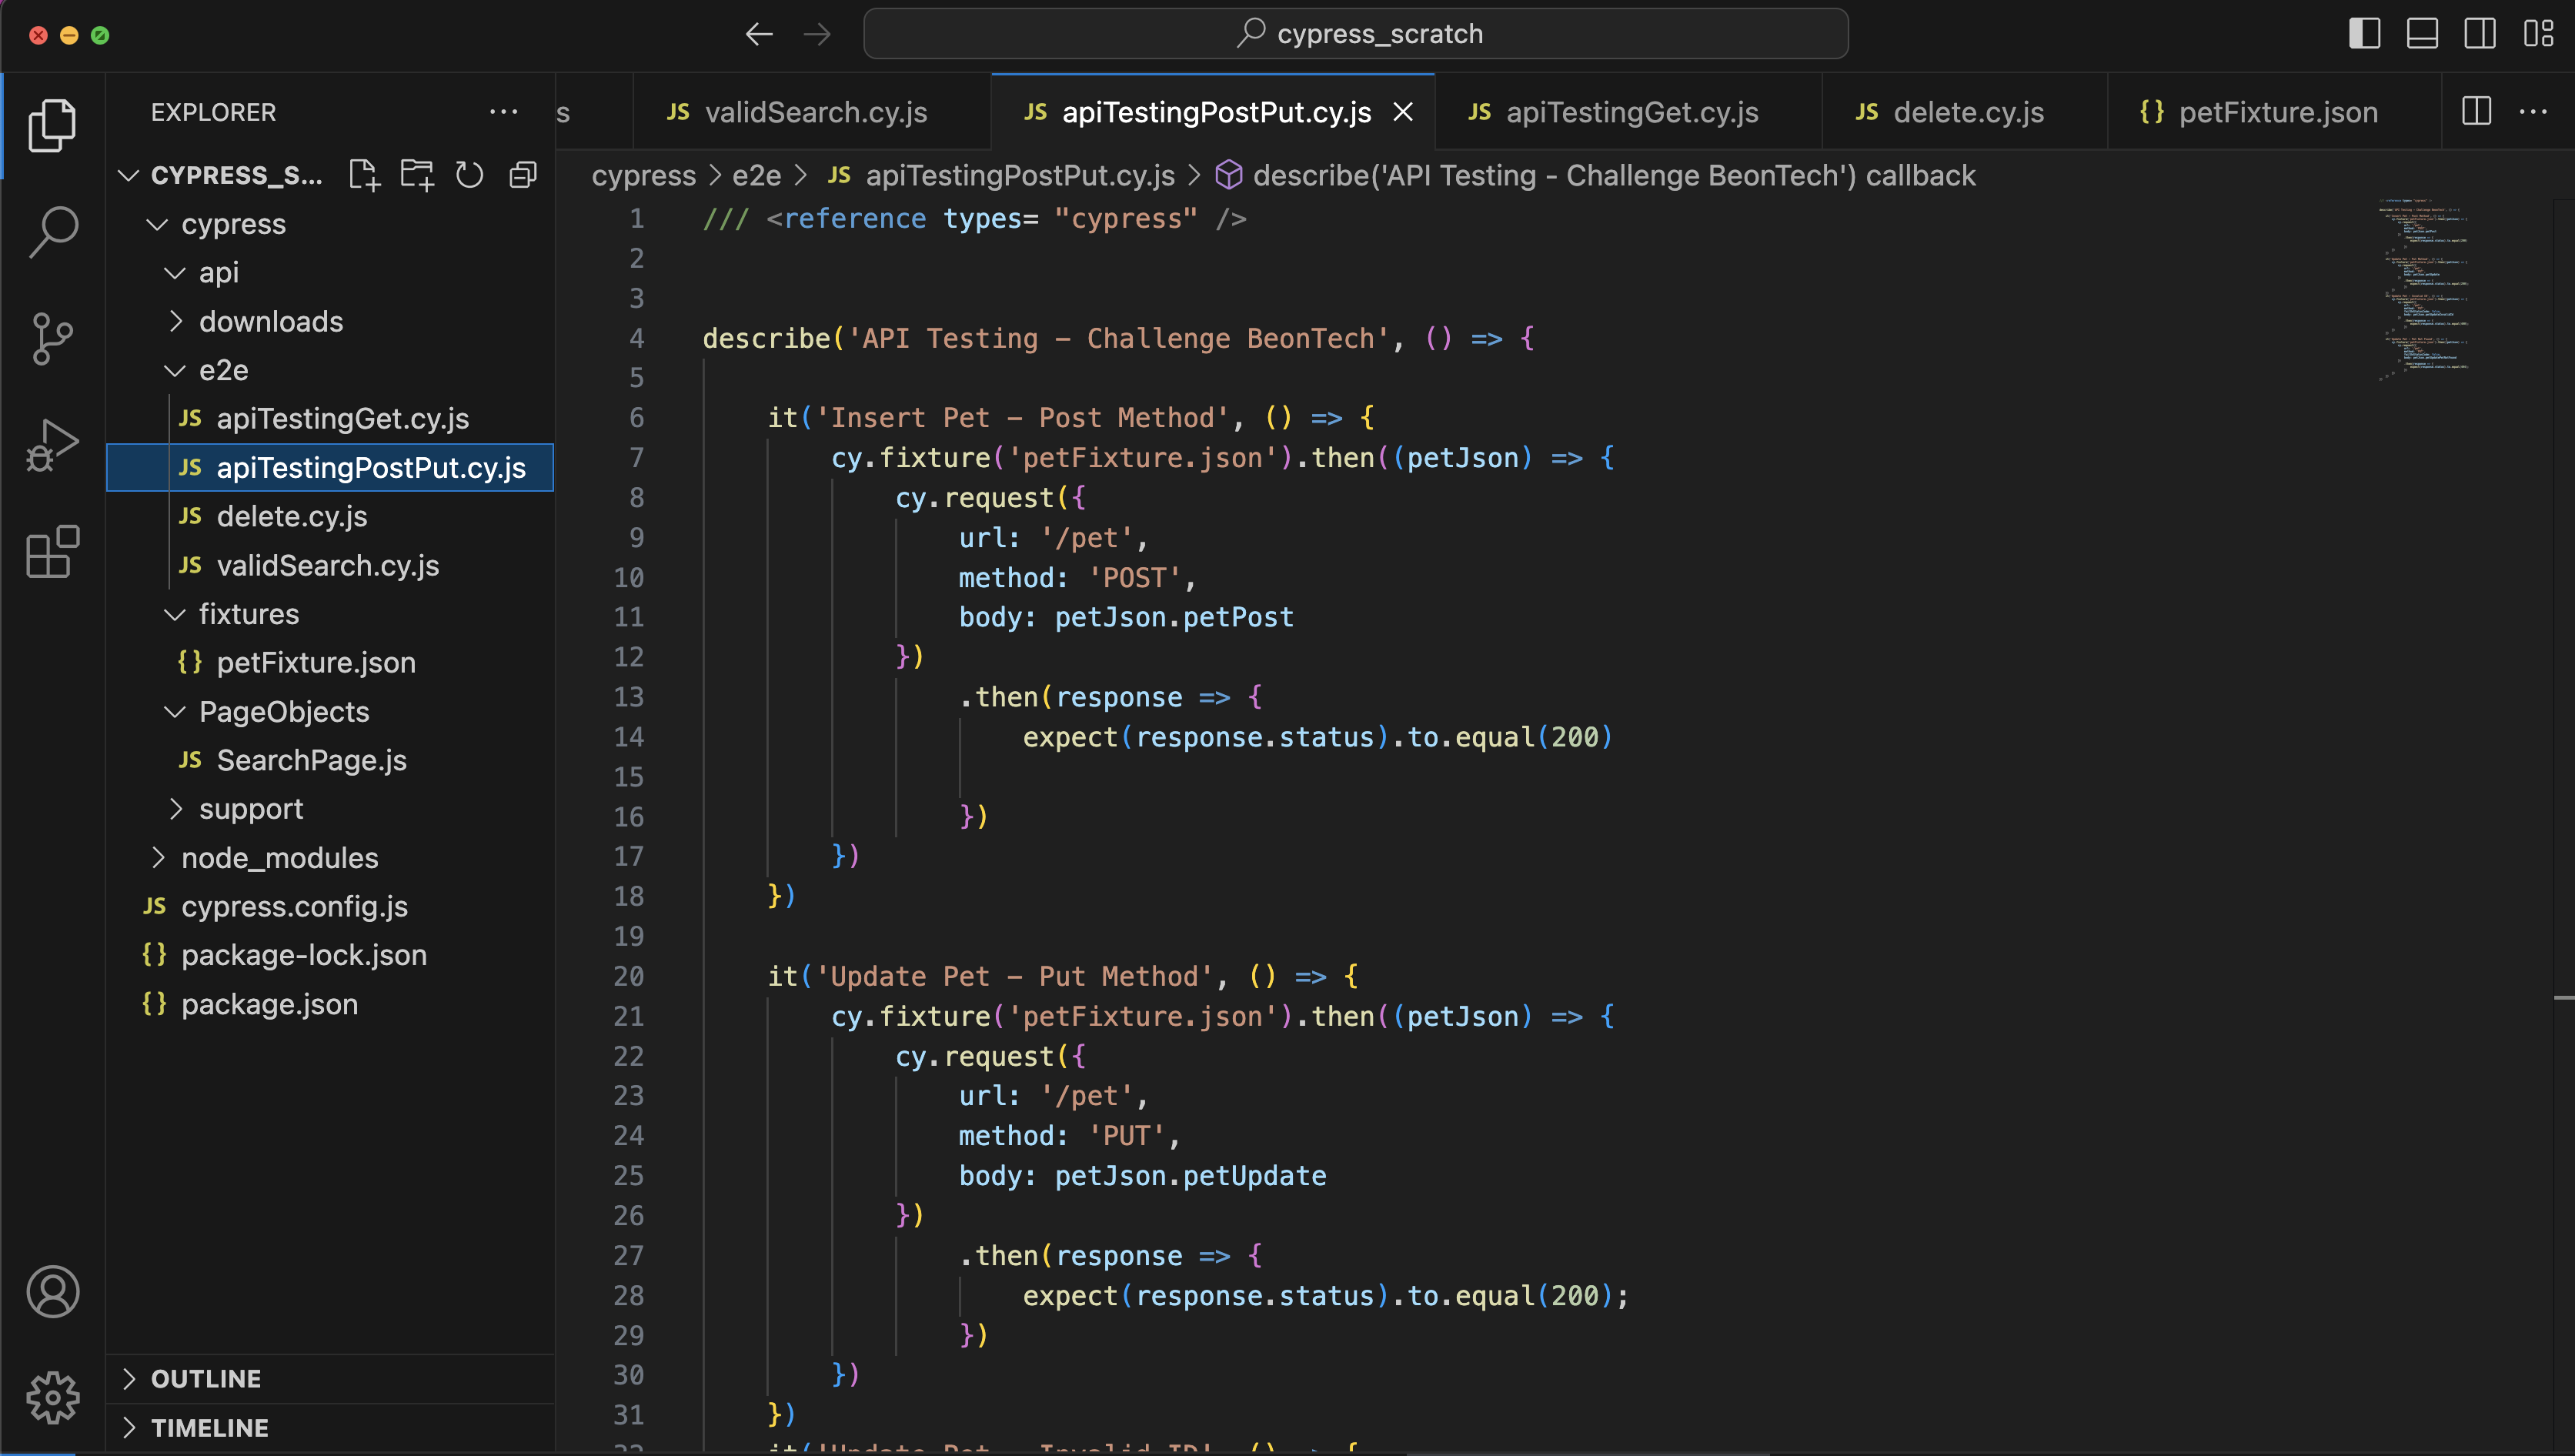 cypress_scratch
EXPLORER
CYPRESS_S...
cypress
api
downloads
e2e
JS apiTestingGet.cy.js
JS apiTestingPostPut.cy.js
JS delete.cy.js
JS validSearch.cy.js
fixtures
{} petFixture.json
PageObjects
JS SearchPage.js
support
node_modules
JS cypress.config.js
{} package-lock.json
{} package.json
OUTLINE
TIMELINE
s JS validSearch.cy.js JS apiTestingPostPut.cy.js JS apiTestingGet.cy.js JS delete.cy.js {} petFixture.json
cypress > e2e > JS apiTestingPostPut.cy.js > describe('API Testing - Challenge BeonTech') callback
1 /// <reference types= "cypress" />
2
3
4 describe('API Testing – Challenge BeonTech', () => {
5
6 it('Insert Pet – Post Method', () => {
7 cy.fixture('petFixture.json').then((petJson) => {
8 cy.request({
9 url: '/pet',
10 method: 'POST',
11 body: petJson.petPost
12 })
13 .then(response => {
14 expect(response.status).to.equal(200)
15
16 })
17 })
18 })
19
20 it('Update Pet – Put Method', () => {
21 cy.fixture('petFixture.json').then((petJson) => {
22 cy.request({
23 url: '/pet',
24 method: 'PUT',
25 body: petJson.petUpdate
26 })
27 .then(response => {
28 expect(response.status).to.equal(200);
29 })
30 })
31 })
32 it('Update Pet – Invalid ID', () => {